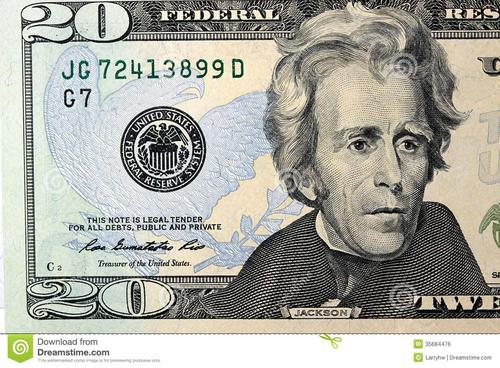 20 FEDERAL RES
JG 72413899 D
G7
UNITED STATES
FEDERAL RESERVE SYSTEM
THIS NOTE IS LEGAL TENDER
FOR ALL DEBTS, PUBLIC AND PRIVATE
Rosa Gumataotao Rios
Treasurer of the United States.
C2
20 JACKSON TWE
Download from
Dreamstime.com
This watermarked comp image is for previewing purposes only.
35684476
Larryhw | Dreamstime.com